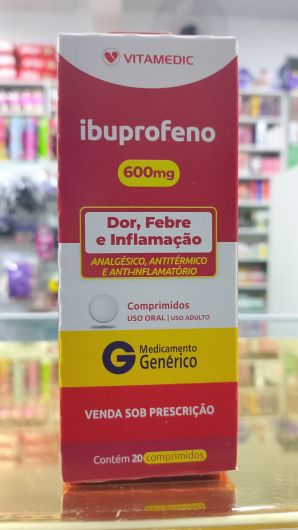 VITAMEDIC
ibuprofeno
600mg
Dor, Febre
e Inflamação
ANALGÉSICO, ANTITÉRMICO
E ANTI-INFLAMATÓRIO
Comprimidos
USO ORAL | USO ADULTO
G Medicamento
Genérico
VENDA SOB PRESCRIÇÃO
Contém 20 comprimidos